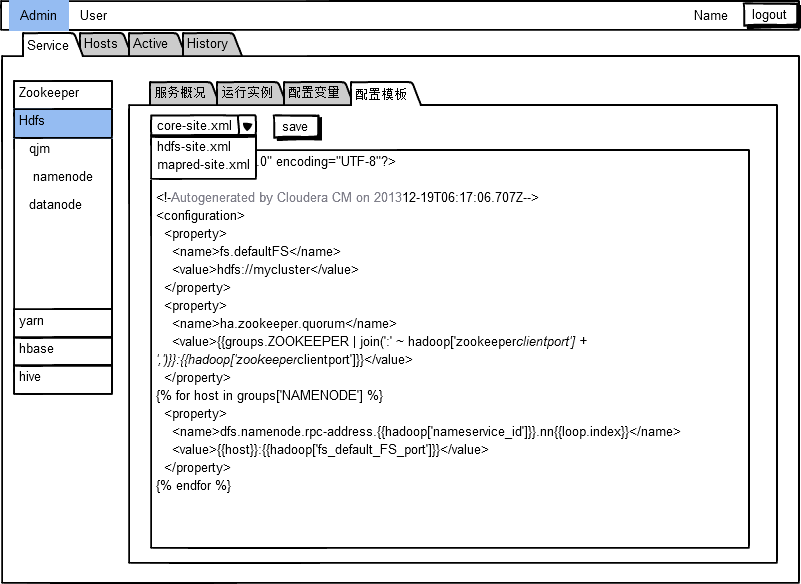 Admin User Name logout
Service Hosts Active History
Zookeeper
Hdfs
qjm
namenode
datanode
yarn
hbase
hive
服务概况 运行实例 配置变量 配置模板
core-site.xml save
hdfs-site.xml
mapred-site.xml
.0" encoding="UTF-8"?>
<!-Autogenerated by Cloudera CM on 201312-19T06:17:06.707Z-->
<configuration>
<property>
<name>fs.defaultFS</name>
<value>hdfs://mycluster</value>
</property>
<property>
<name>ha.zookeeper.quorum</name>
<value>{{groups.ZOOKEEPER | join(':' ~ hadoop['zookeeperclientport'] +
',')}}:{{hadoop['zookeeperclientport']}}</value>
</property>
{% for host in groups['NAMENODE'] %}
<property>
<name>dfs.namenode.rpc-address.{{hadoop['nameservice_id']}}.nn{{loop.index}}</name>
<value>{{host}}:{{hadoop['fs_default_FS_port']}}</value>
</property>
{% endfor %}